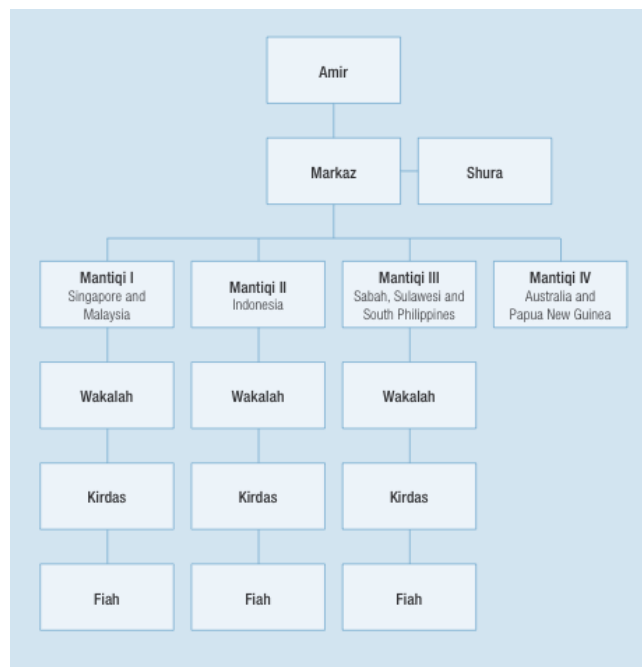 Amir
Markaz
Shura
Mantiqi I
Singapore and
Malaysia
Mantiqi II
Indonesia
Mantiqi III
Sabah, Sulawesi and
South Philippines
Mantiqi IV
Australia and
Papua New Guinea
Wakalah
Wakalah
Wakalah
Kirdas
Kirdas
Kirdas
Fiah
Fiah
Fiah